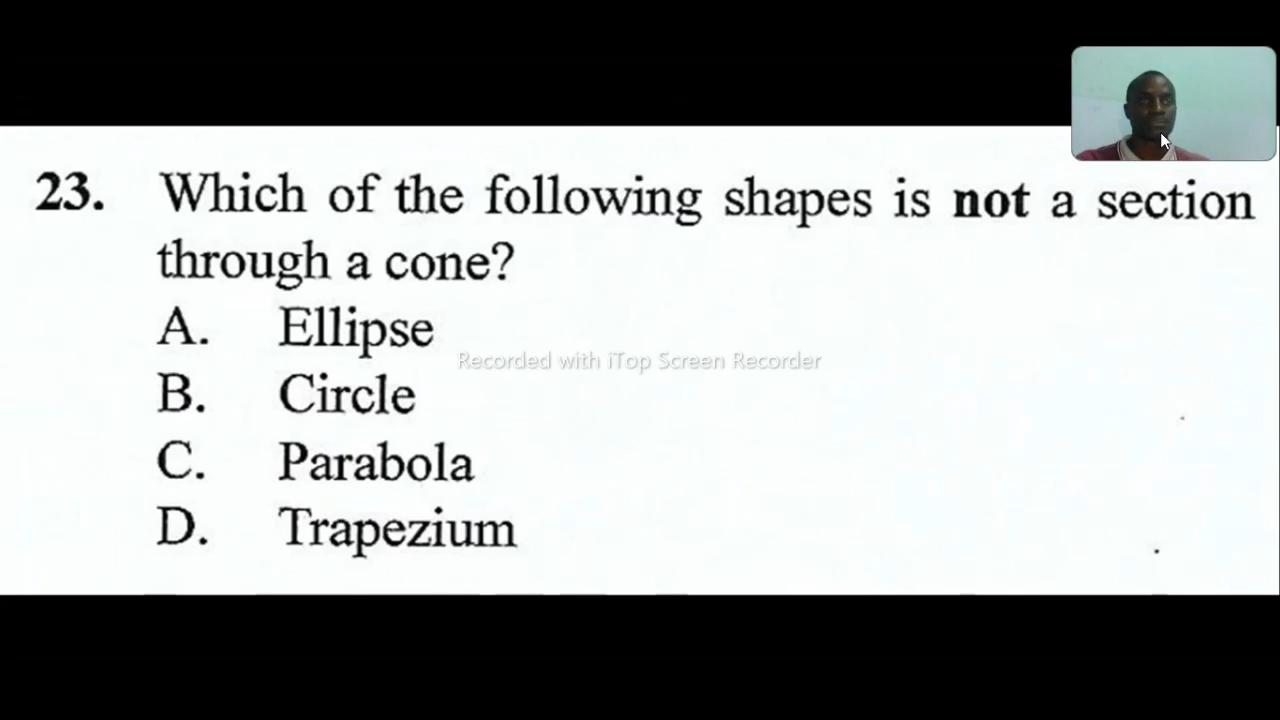 23. Which of the following shapes is not a section
through a cone?
A. Ellipse
Recorded with iTop Screen Recorder
B. Circle
C. Parabola
D. Trapezium